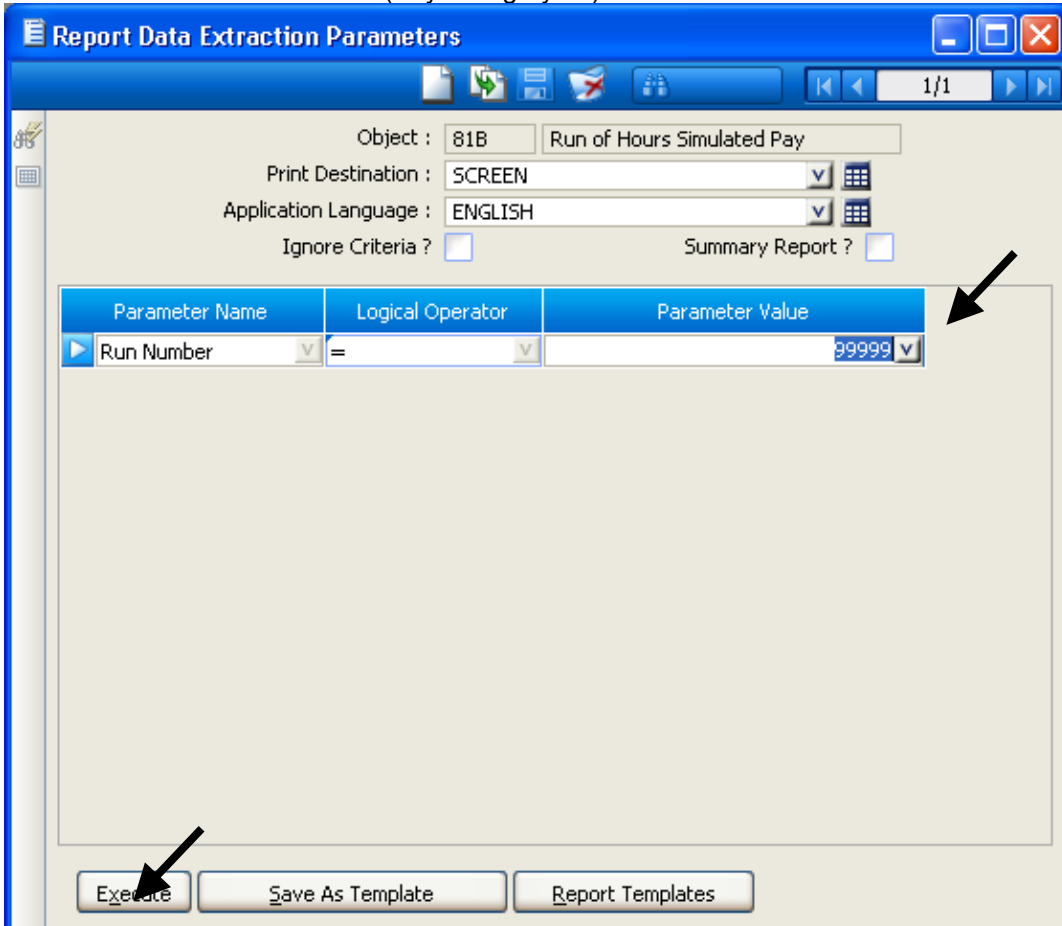 Report Data Extraction Parameters
1/1
Object : 81B Run of Hours Simulated Pay
Print Destination : SCREEN
Application Language : ENGLISH
Ignore Criteria ? Summary Report ?
Parameter Name Logical Operator Parameter Value
Run Number = 99999
Execute Save As Template Report Templates